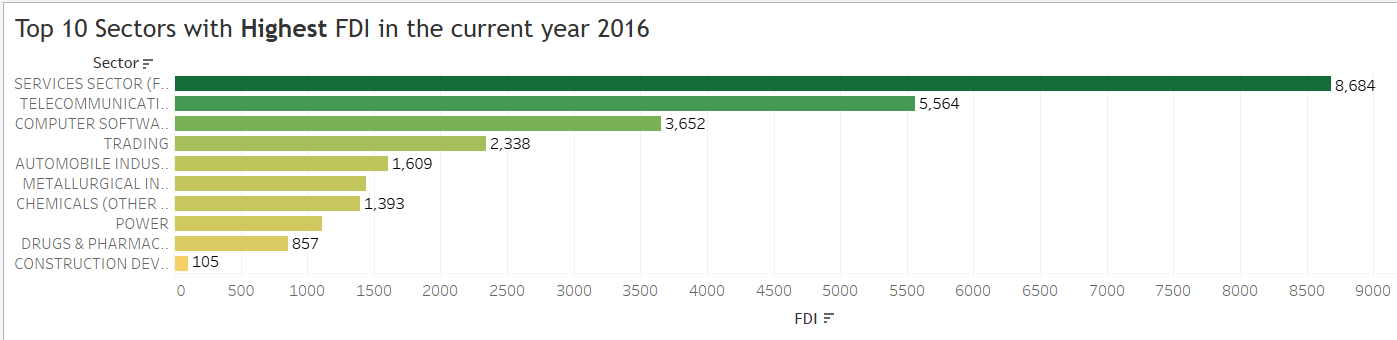 Top 10 Sectors with Highest FDI in the current year 2016
Sector
SERVICES SECTOR (F.. 8,684
TELECOMMUNICATI.. 5,564
COMPUTER SOFTWA.. 3,652
TRADING 2,338
AUTOMOBILE INDUS.. 1,609
METALLURGICAL IN..
CHEMICALS (OTHER .. 1,393
POWER
DRUGS & PHARMAC.. 857
CONSTRUCTION DEV.. 105
0 500 1000 1500 2000 2500 3000 3500 4000 4500 5000 5500 6000 6500 7000 7500 8000 8500 9000
FDI